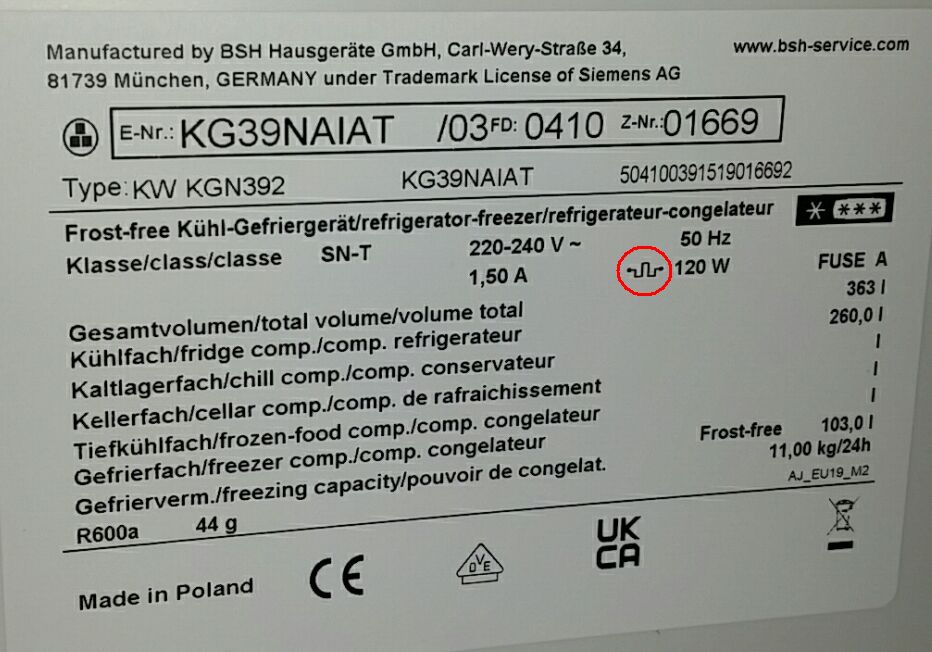 Manufactured by BSH Hausgeräte GmbH, Carl-Wery-Straße 34,
www.bsh-service.com
81739 München, GERMANY under Trademark License of Siemens AG
E-Nr.: KG39NAIAT /03 FD: 0410 Z-Nr.: 01669
Type: KW KGN392 KG39NAIAT 504100391519016692
Frost-free Kühl-Gefriergerät/refrigerator-freezer/refrigerateur-congelateur * ***
Klasse/class/classe SN-T 220-240 V ~ 50 Hz
1,50 A 120 W FUSE A
Gesamtvolumen/total volume/volume total 363 l
Kühlfach/fridge comp./comp. refrigerateur 260,0 l
Kaltlagerfach/chill comp./comp. conservateur l
Kellerfach/cellar comp./comp. de rafraichissement l
Tiefkühlfach/frozen-food comp./comp. congelateur l
Gefrierfach/freezer comp./comp. congelateur Frost-free 103,0 l
Gefrierverm./freezing capacity/pouvoir de congelat. 11,00 kg/24h
AJ_EU19_M2
R600a 44 g
Made in Poland CE OVE UK CA